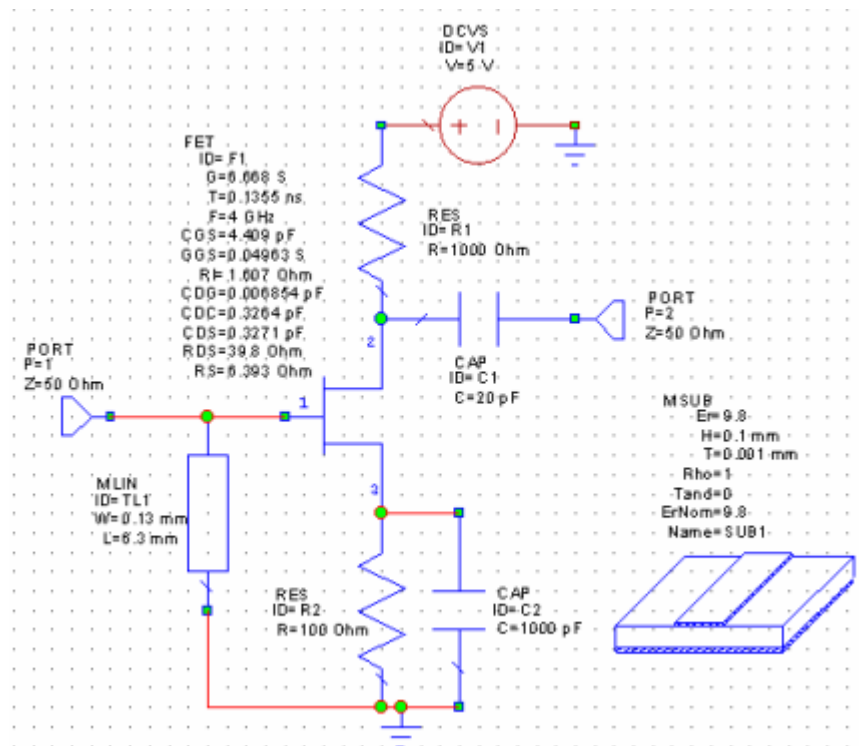 DCVS
ID=V1
V=5 V
FET
ID=F1
G=6.668 S
T=0.1355 ns
F=4 GHz
CGS=4.409 pF
GGS=0.04963 S
RI=1.607 Ohm
CDG=0.006854 pF
CDC=0.3264 pF
CDS=0.3271 pF
RDS=39.8 Ohm
RS=6.393 Ohm
RES
ID=R1
R=1000 Ohm
PORT
P=2
Z=50 Ohm
2
CAP
ID=C1
C=20 pF
PORT
P=1
Z=50 Ohm
1
MSUB
Er=9.8
H=0.1 mm
T=0.001 mm
Rho=1
Tand=0
ErNom=9.8
Name=SUB1
MLIN
ID=TL1
W=0.13 mm
L=6.3 mm
3
RES
ID=R2
R=100 Ohm
CAP
ID=C2
C=1000 pF